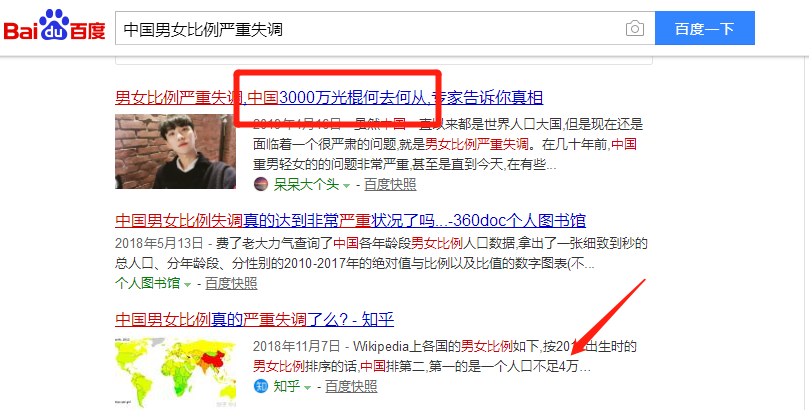 Bai du 百度
中国男女比例严重失调
百度一下
男女比例严重失调,中国3000万光棍何去何从,专家告诉你真相
虽然中国一直以来都是世界人口大国,但是现在还是
面临着一个很严肃的问题,就是男女比例严重失调。在几十年前,中国
重男轻女的的问题非常严重,甚至是直到今天,在有些...
呆呆大个头 - 百度快照
中国男女比例失调真的达到非常严重状况了吗...-360doc个人图书馆
2018年5月13日 - 费了老大力气查询了中国各年龄段男女比例人口数据,拿出了一张细致到秒的
总人口、分年龄段、分性别的2010-2017年的绝对值与比例以及比值的数字图表(不...
个人图书馆 - 百度快照
中国男女比例真的严重失调了么? - 知乎
2018年11月7日 - Wikipedia上各国的男女比例如下,按20 出生时的
男女比例排序的话,中国排第二,第一的是一个人口不足4万...
知 知乎 - 百度快照